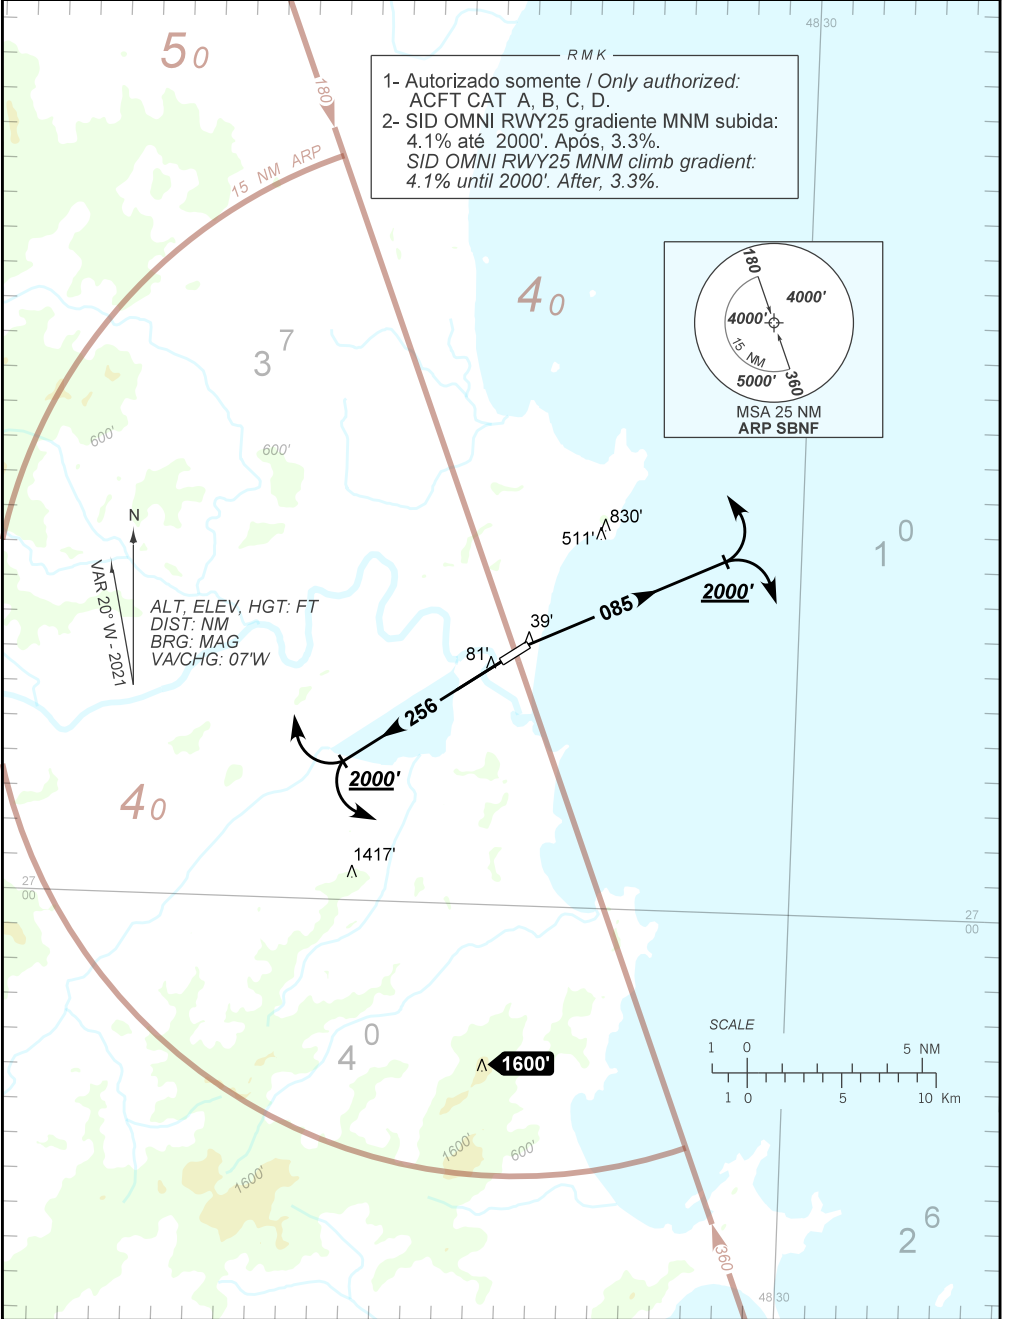 48 30
5 0
180
RMK
1- Autorizado somente / Only authorized:
ACFT CAT A, B, C, D.
2- SID OMNI RWY25 gradiente MNM subida:
4.1% até 2000'. Após, 3.3%.
SID OMNI RWY25 MNM climb gradient:
4.1% until 2000'. After, 3.3%.
15 NM ARP
4 0
180
4000'
4000'
15 NM
5000'
360
MSA 25 NM
ARP SBNF
3 7
600'
600'
830'
511'
1 0
N
VAR 20° W - 2021
ALT, ELEV, HGT: FT
DIST: NM
BRG: MAG
VA/CHG: 07'W
2000'
085
39'
81'
256
2000'
4 0
1417'
27
00
27
00
4 0
1600'
SCALE
1 0 5 NM
1 0 5 10 Km
1600'
600'
1600'
2 6
360
48 30